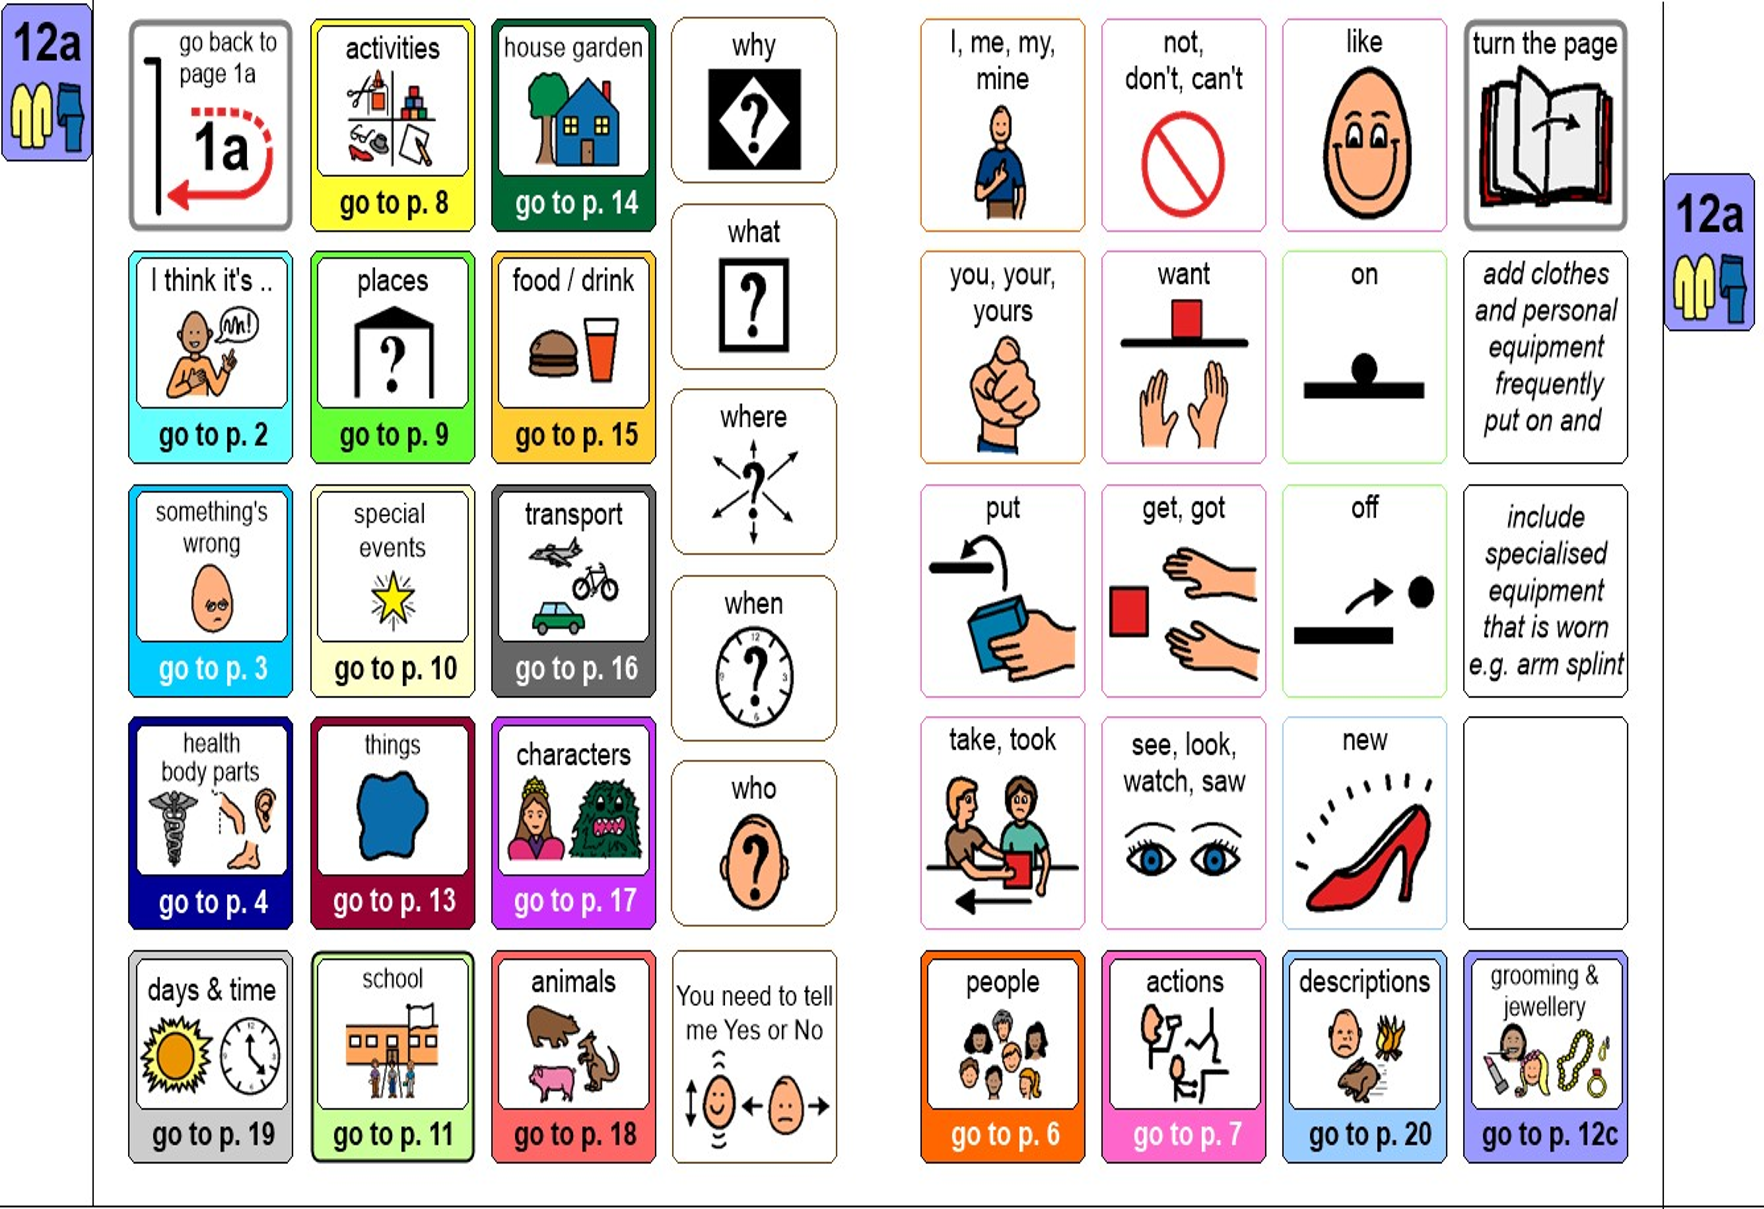 12a
go back to
page 1a
1a
activities
go to p. 8
house garden
go to p. 14
why
?
I think it's ..
go to p. 2
places
?
go to p. 9
food / drink
go to p. 15
what
?
where
?
something's
wrong
go to p. 3
special
events
go to p. 10
transport
go to p. 16
when
12
9
?
3
6
health
body parts
go to p. 4
things
go to p. 13
characters
go to p. 17
who
?
days & time
go to p. 19
school
go to p. 11
animals
go to p. 18
You need to tell
me Yes or No
I, me, my,
mine
not,
don't, can't
like
turn the page
12a
you, your,
yours
want
on
add clothes
and personal
equipment
frequently
put on and
put
get, got
off
include
specialised
equipment
that is worn
e.g. arm splint
take, took
see, look,
watch, saw
new
people
go to p. 6
actions
go to p. 7
descriptions
go to p. 20
grooming &
jewellery
go to p. 12c